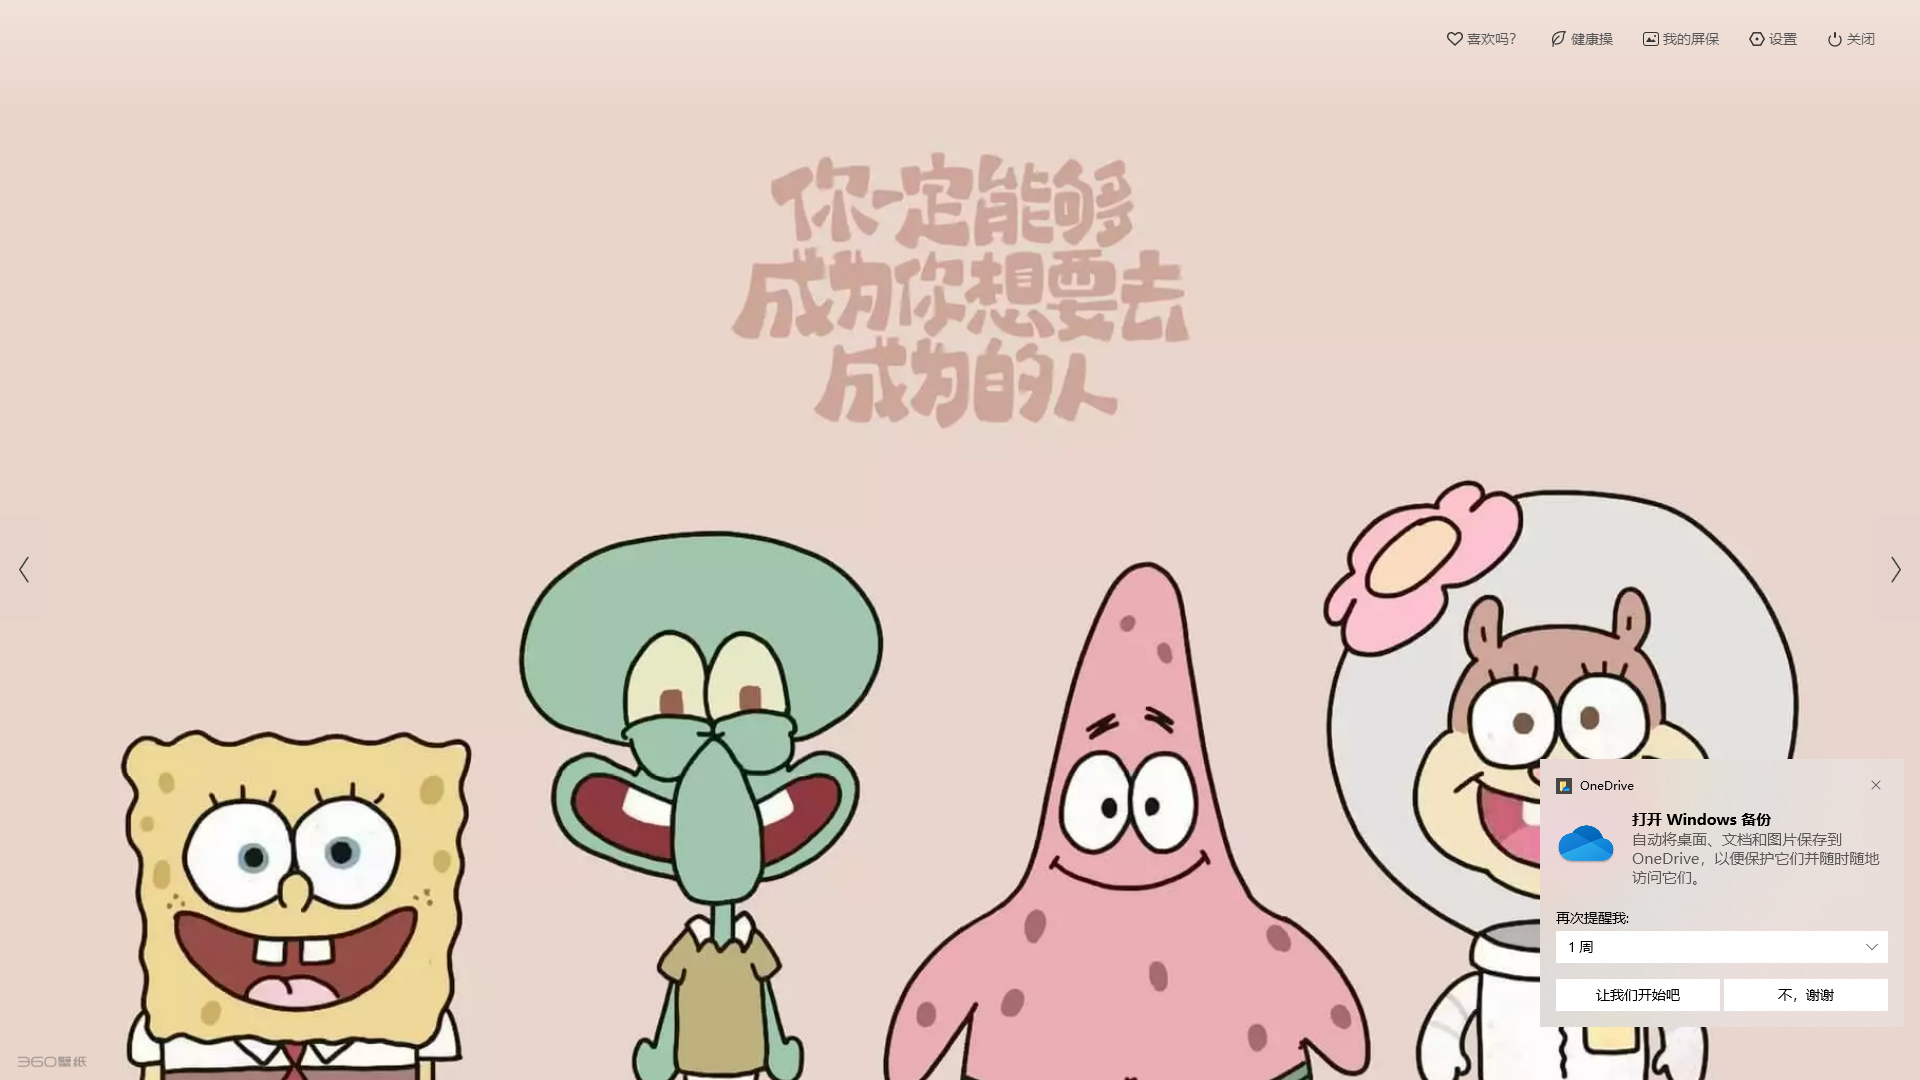 喜欢吗？
健康操
我的屏保
设置
关闭
你一定能够
成为你想要去
成为的人
OneDrive
打开 Windows 备份
自动将桌面、文档和图片保存到
OneDrive，以便保护它们并随时随地
访问它们。
再次提醒我:
1 周
让我们开始吧
不，谢谢
360壁纸